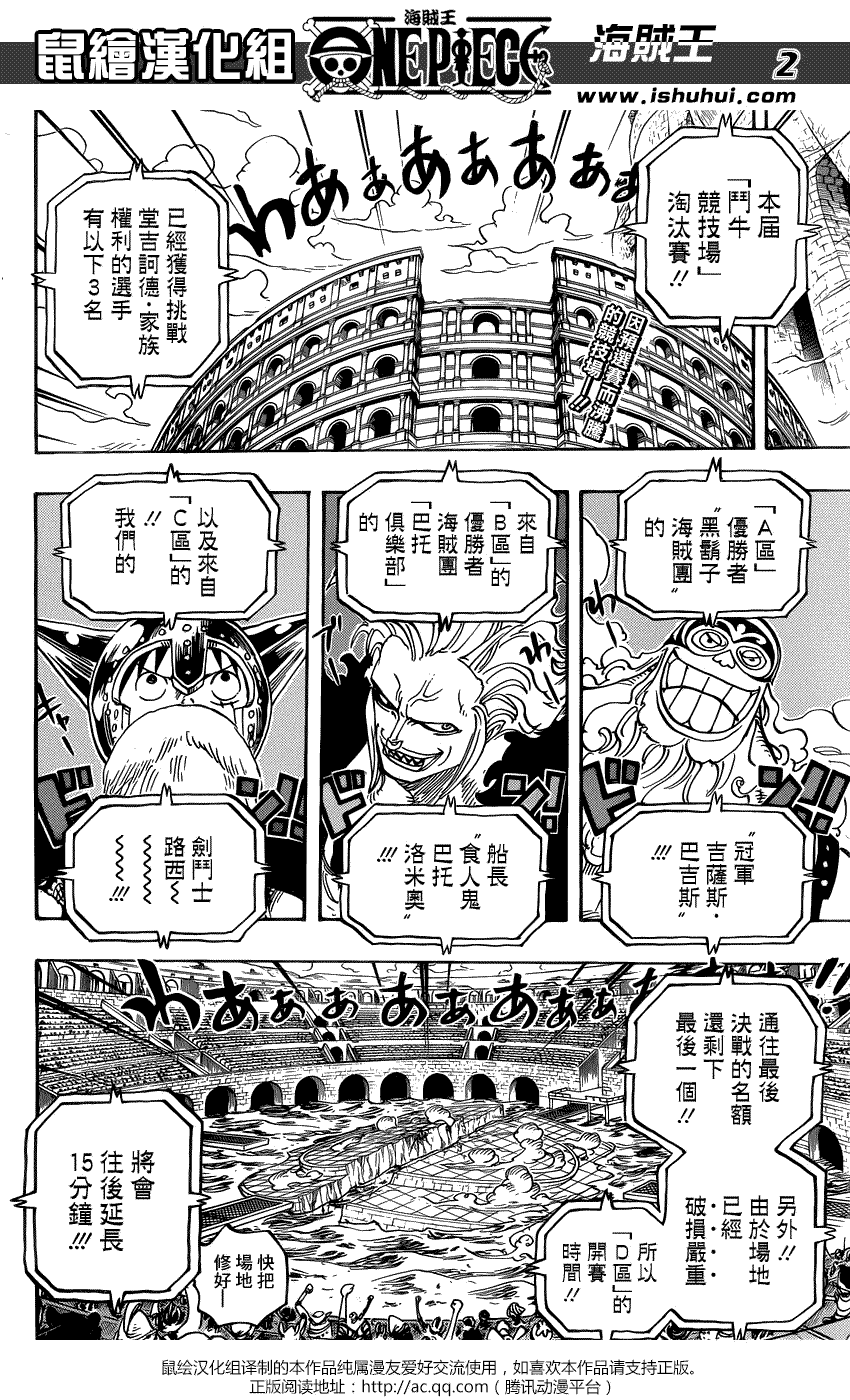 鼠繪漢化組
海賊王
ONE PIECE
海賊王
2
www.ishuhui.com
本届
「鬥牛
競技場」
淘汰賽!!
わあぁあぁあぁ
因預選賽而沸騰
的競技場——!!
已經獲得挑戰
堂吉訶德·家族
權利的選手
有以下3名
「A區」
優勝者
"黑鬍子
海賊團"
的
"冠軍"
吉薩斯·
巴吉斯"
!!!
ドン!!
來自
「B區」的
優勝者
海賊團
「巴托
俱樂部」
的
船長
"食人鬼
巴托
洛米奧"
!!!
ドン!!
以及來自
「C區」的
!!
我們的
劍鬥士
路西~
~~~~
~~~!!!
ドン!!
わあぁぁあぁあぁぁ!!
通往最後
決戰的名額
還剩下
最後一個!!
另外!!
由於場地
已經····
破損嚴重
所以
「D區」的
開賽
時間!!
將會
往後延長
15分鐘!!!
快把
場地
修好—
鼠绘汉化组译制的本作品纯属漫友爱好交流使用，如喜欢本作品请支持正版。
正版阅读地址：http://ac.qq.com（腾讯动漫平台）